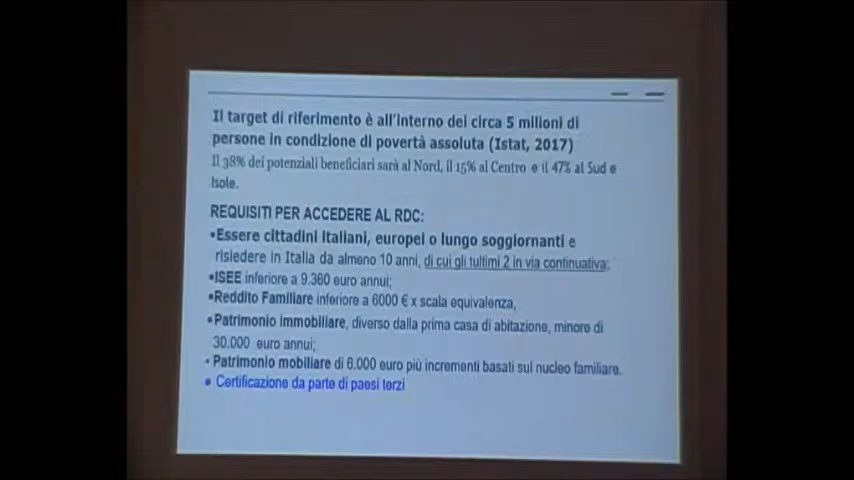 Il target di riferimento è all'interno dei circa 5 milioni di
persone in condizione di povertà assoluta (Istat, 2017)
Il 38% dei potenziali beneficiari sarà al Nord, il 15% al Centro e il 47% al Sud e
Isole.
REQUISITI PER ACCEDERE AL RDC:
•Essere cittadini italiani, europei o lungo soggiornanti e
risiedere in Italia da almeno 10 anni, di cui gli tultimi 2 in via continuativa;
•ISEE inferiore a 9.360 euro annui;
•Reddito Familiare inferiore a 6000 € x scala equivalenza,
•Patrimonio immobiliare, diverso dalla prima casa di abitazione, minore di
30.000 euro annui;
• Patrimonio mobiliare di 6.000 euro più incrementi basati sul nucleo familiare.
• Certificazione da parte di paesi terzi